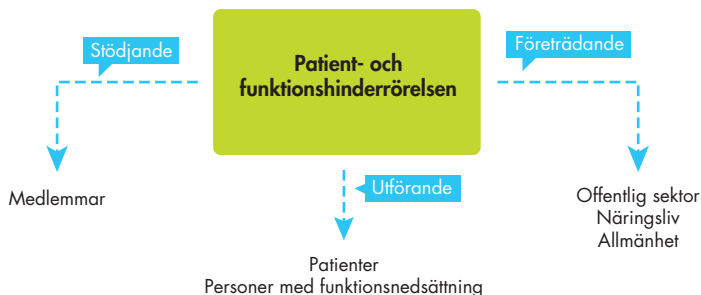 Stödjande
Patient- och
funktionshinderrörelsen
Företrädande
Medlemmar
Utförande
Patienter
Personer med funktionsnedsättning
Offentlig sektor
Näringsliv
Allmänhet